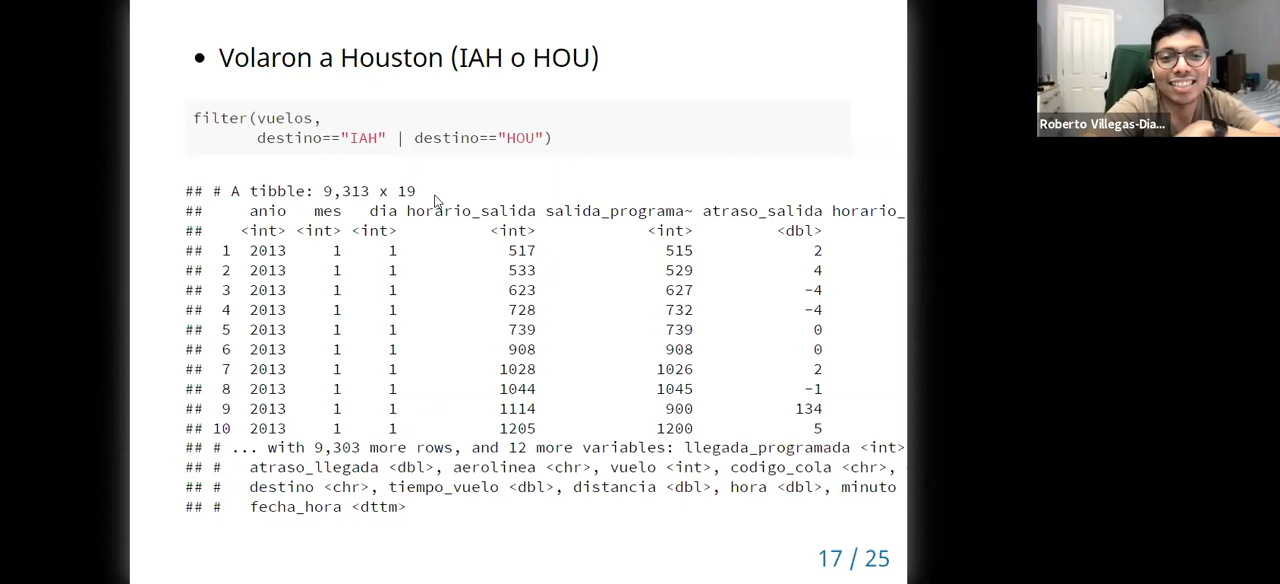 • Volaron a Houston (IAH o HOU)
filter(vuelos,
destino=="IAH" | destino=="HOU")
## # A tibble: 9,313 x 19
## anio mes dia horario_salida salida_programa~ atraso_salida horario_
## <int> <int> <int> <int> <int> <dbl>
## 1 2013 1 1 517 515 2
## 2 2013 1 1 533 529 4
## 3 2013 1 1 623 627 -4
## 4 2013 1 1 728 732 -4
## 5 2013 1 1 739 739 0
## 6 2013 1 1 908 908 0
## 7 2013 1 1 1028 1026 2
## 8 2013 1 1 1044 1045 -1
## 9 2013 1 1 1114 900 134
## 10 2013 1 1 1205 1200 5
## # ... with 9,303 more rows, and 12 more variables: llegada_programada <int>
## # atraso_llegada <dbl>, aerolinea <chr>, vuelo <int>, codigo_cola <chr>,
## # destino <chr>, tiempo_vuelo <dbl>, distancia <dbl>, hora <dbl>, minuto
## # fecha_hora <dttm>
17 / 25
Roberto Villegas-Dia...